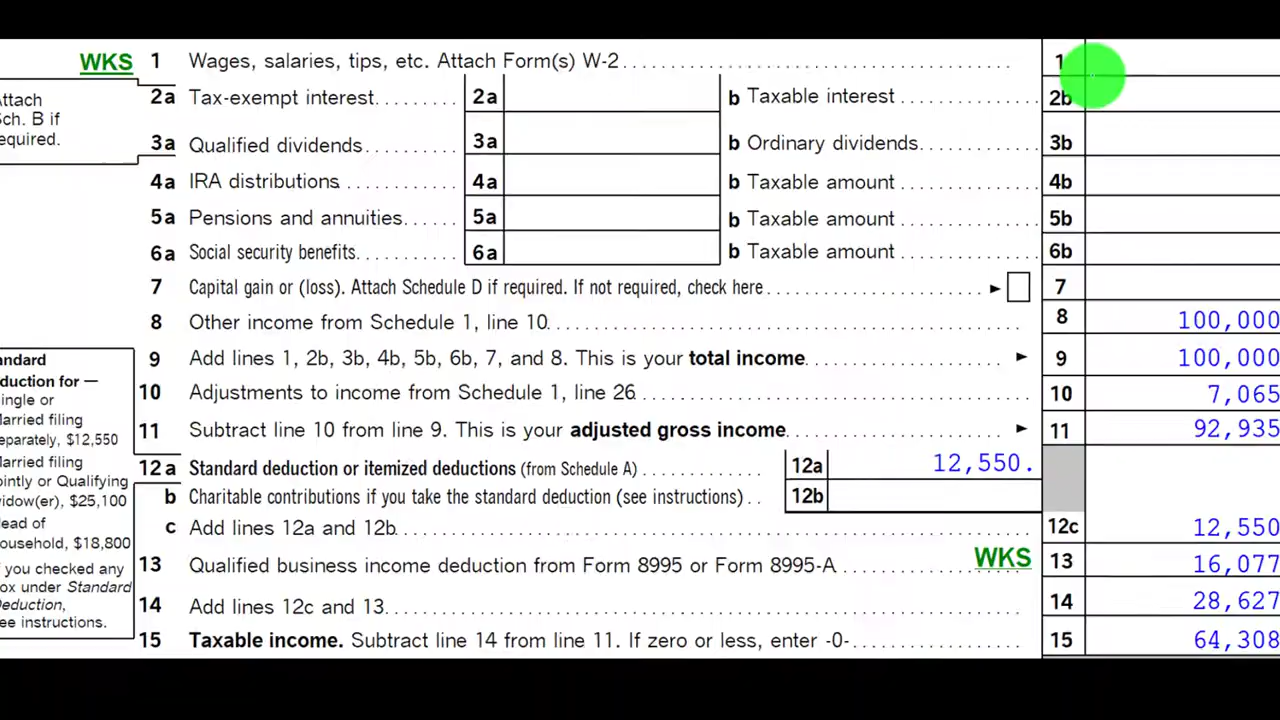 WKS 1 Wages, salaries, tips, etc. Attach Form(s) W-2 1
ttach
Sch. B if
equired.
2a Tax-exempt interest 2a b Taxable interest 2b
3a Qualified dividends 3a b Ordinary dividends 3b
4a IRA distributions 4a b Taxable amount 4b
5a Pensions and annuities 5a b Taxable amount 5b
6a Social security benefits 6a b Taxable amount 6b
7 Capital gain or (loss). Attach Schedule D if required. If not required, check here ► 7
8 Other income from Schedule 1, line 10 8 100,000
9 Add lines 1, 2b, 3b, 4b, 5b, 6b, 7, and 8. This is your total income ► 9 100,000
10 Adjustments to income from Schedule 1, line 26 10 7,065
11 Subtract line 10 from line 9. This is your adjusted gross income ► 11 92,935
12a Standard deduction or itemized deductions (from Schedule A) 12a 12,550.
b Charitable contributions if you take the standard deduction (see instructions) 12b
c Add lines 12a and 12b 12c 12,550
13 Qualified business income deduction from Form 8995 or Form 8995-A WKS 13 16,077
14 Add lines 12c and 13 14 28,627
15 Taxable income. Subtract line 14 from line 11. If zero or less, enter -0- 15 64,308
andard
duction for —
ingle or
arried filing
eparately, $12,550
arried filing
ointly or Qualifying
idow(er), $25,100
ead of
ousehold, $18,800
you checked any
ox under Standard
eduction,
ee instructions.